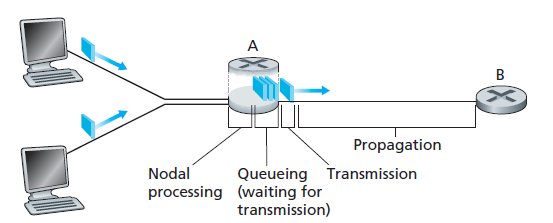 A
B
Propagation
Nodal
processing
Queueing
(waiting for
transmission)
Transmission